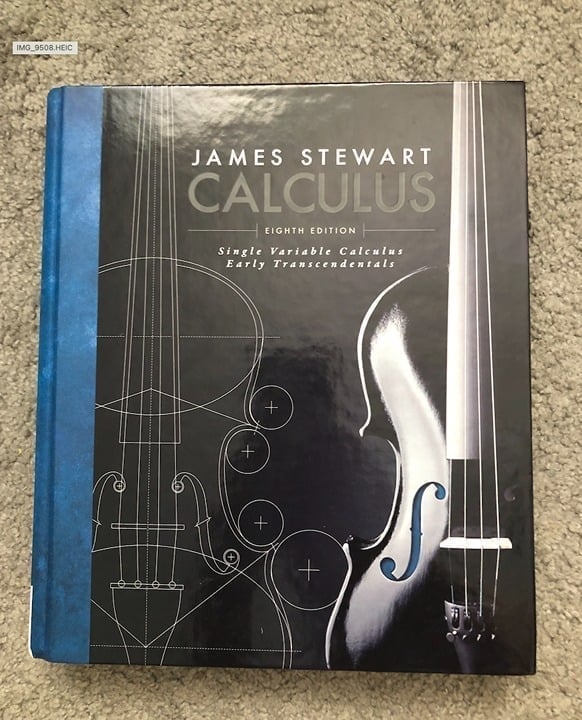 IMG_9508.HEIC
JAMES STEWART
CALCULUS
EIGHTH EDITION
Single Variable Calculus
Early Transcendentals